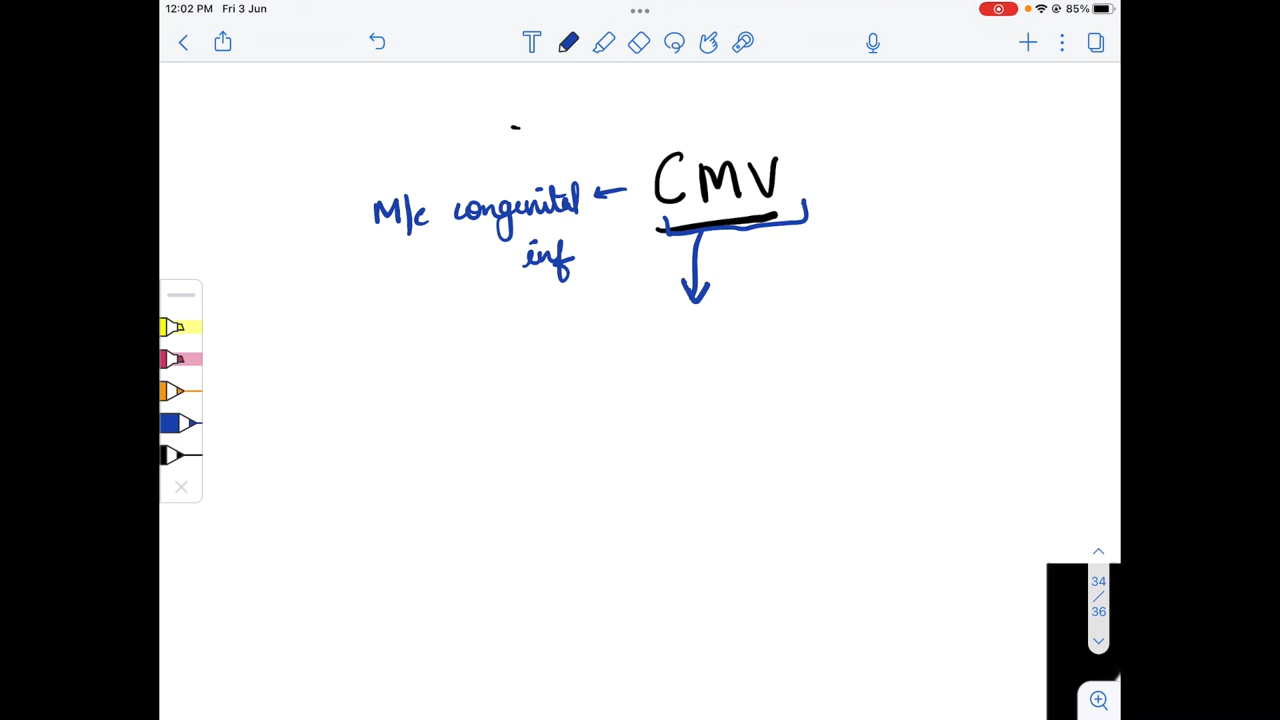 12:02 PM Fri 3 Jun
85%
CMV
M/c congenital
inf
34
/
36